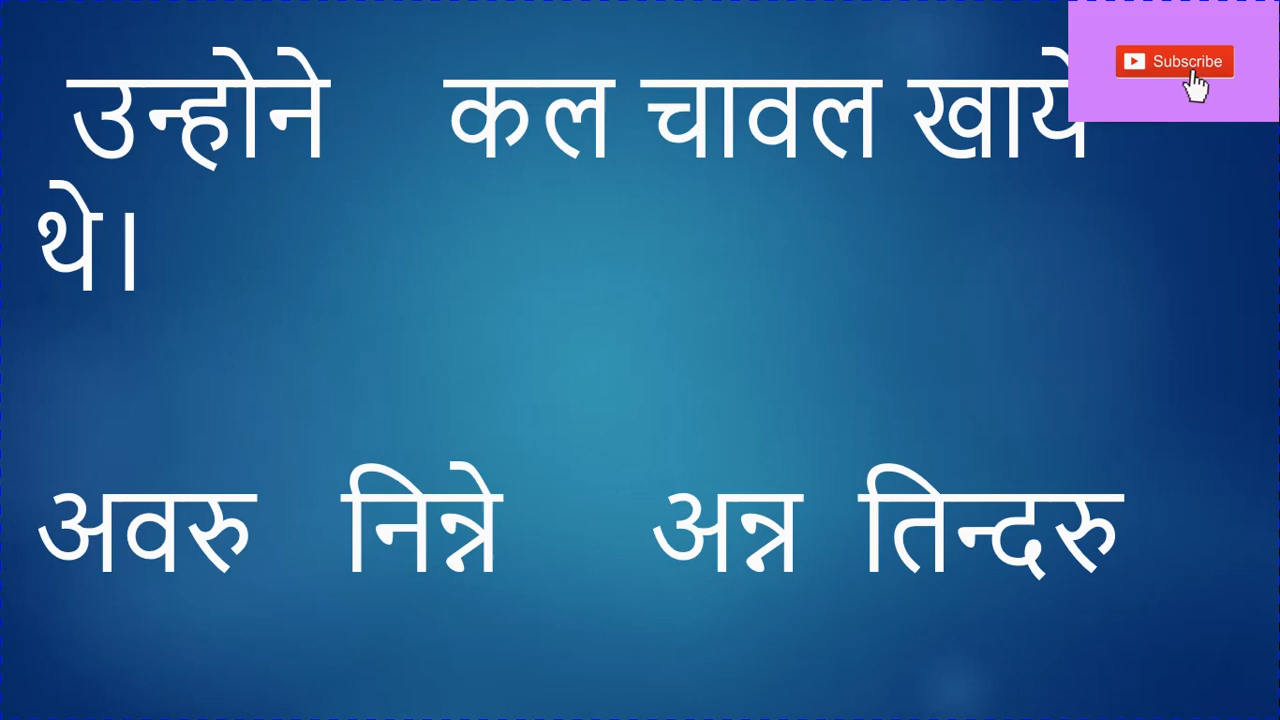 उन्होने कल चावल खाये
थे।
अवरु निन्ने अन्न तिन्दरु
Subscribe